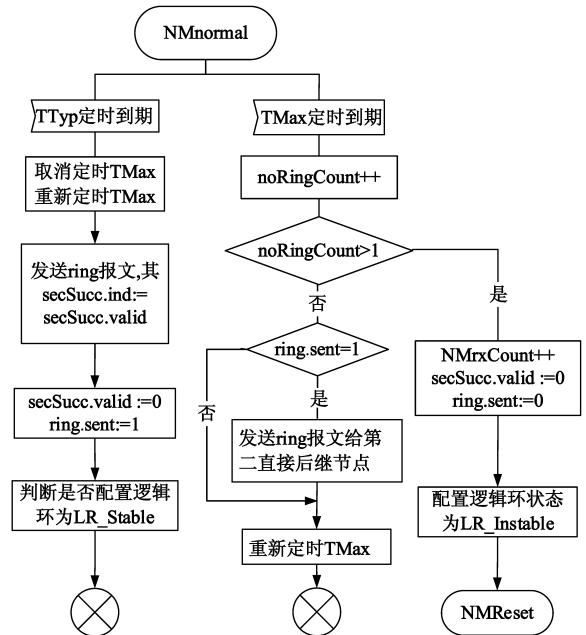 NMnormal
TTyp定时到期
取消定时TMax
重新定时TMax
发送ring报文,其
secSucc.ind:=
secSucc.valid
secSucc.valid :=0
ring.sent:=1
判断是否配置逻辑
环为LR_Stable
TMax定时到期
noRingCount++
noRingCount>1
否
ring.sent=1
是
否
发送ring报文给第
二直接后继节点
重新定时TMax
是
NMrxCount++
secSucc.valid :=0
ring.sent:=0
配置逻辑环状态
为LR_Instable
NMReset